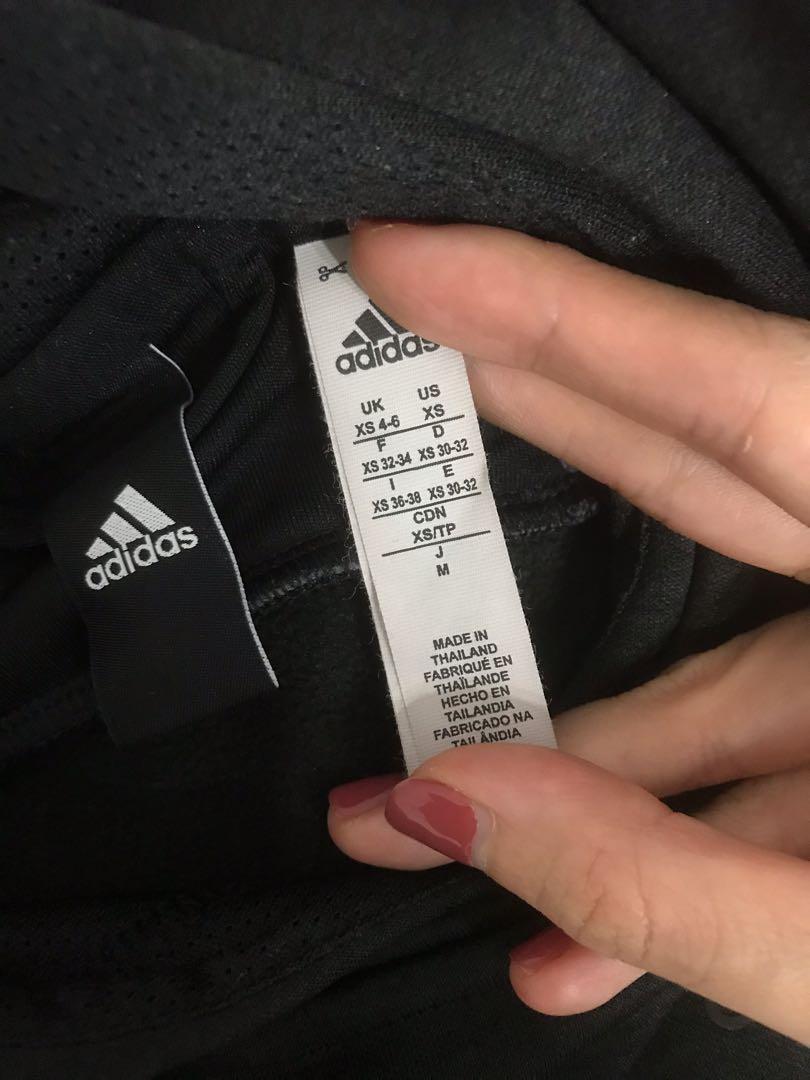 adidas
adidas
UK US
XS 4-6 XS
F D
XS 32-34 XS 30-32
I E
XS 36-38 XS 30-32
CDN
XS/TP
J
M
MADE IN
THAILAND
FABRIQUÉ EN
THAÏLANDE
HECHO EN
TAILANDIA
FABRICADO NA
TAILÂNDIA